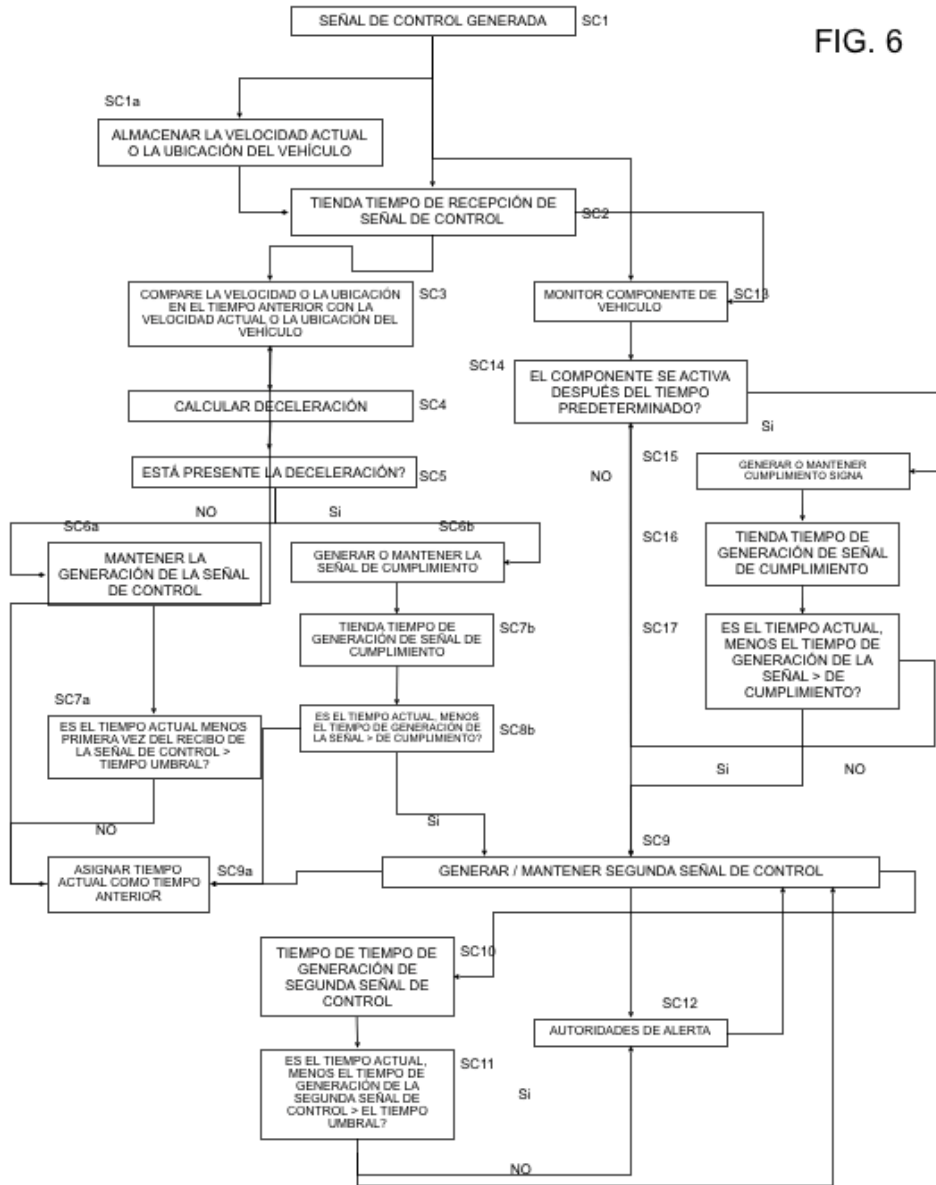 SEÑAL DE CONTROL GENERADA
SC1
FIG. 6
SC1a
ALMACENAR LA VELOCIDAD ACTUAL
O LA UBICACIÓN DEL VEHÍCULO
TIENDA TIEMPO DE RECEPCIÓN DE
SEÑAL DE CONTROL
SC2
COMPARE LA VELOCIDAD O LA UBICACIÓN
EN EL TIEMPO ANTERIOR CON LA
VELOCIDAD ACTUAL O LA UBICACIÓN DEL
VEHÍCULO
SC3
MONITOR COMPONENTE DE
VEHICULO
SC13
SC14
EL COMPONENTE SE ACTIVA
DESPUÉS DEL TIEMPO
PREDETERMINADO?
CALCULAR DECELERACIÓN
SC4
Si
ESTÁ PRESENTE LA DECELERACIÓN?
SC5
NO
SC15
GENERAR O MANTENER
CUMPLIMIENTO SIGNA
NO
Si
SC6a
SC6b
MANTENER LA
GENERACIÓN DE LA SEÑAL
DE CONTROL
GENERAR O MANTENER LA
SEÑAL DE CUMPLIMIENTO
SC16
TIENDA TIEMPO DE
GENERACIÓN DE SEÑAL
DE CUMPLIMIENTO
TIENDA TIEMPO DE
GENERACIÓN DE SEÑAL DE
CUMPLIMIENTO
SC7b
SC17
ES EL TIEMPO ACTUAL,
MENOS EL TIEMPO DE
GENERACIÓN DE LA
SEÑAL > DE
CUMPLIMIENTO?
SC7a
ES EL TIEMPO ACTUAL MENOS
PRIMERA VEZ DEL RECIBO DE
LA SEÑAL DE CONTROL >
TIEMPO UMBRAL?
ES EL TIEMPO ACTUAL, MENOS
EL TIEMPO DE GENERACIÓN DE
LA SEÑAL > DE CUMPLIMIENTO?
SC8b
Si
NO
NO
Si
SC9
ASIGNAR TIEMPO
ACTUAL COMO TIEMPO
ANTERIOR
SC9a
GENERAR / MANTENER SEGUNDA SEÑAL DE CONTROL
TIEMPO DE TIEMPO DE
GENERACIÓN DE
SEGUNDA SEÑAL DE
CONTROL
SC10
SC12
AUTORIDADES DE ALERTA
ES EL TIEMPO ACTUAL,
MENOS EL TIEMPO DE
GENERACIÓN DE LA
SEGUNDA SEÑAL DE
CONTROL > EL TIEMPO
UMBRAL?
SC11
Si
NO